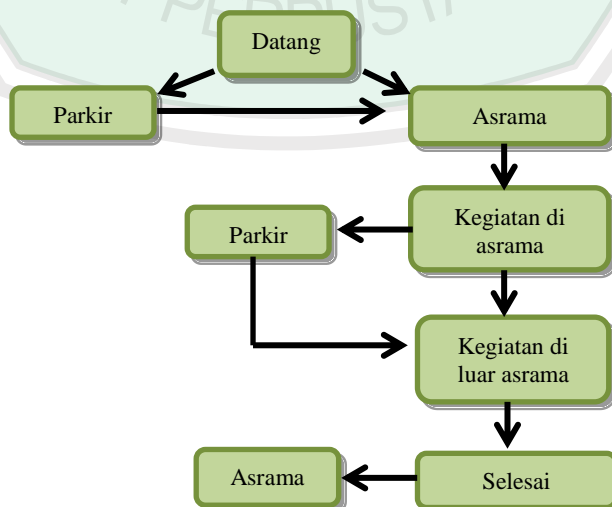 Datang
Parkir
Asrama
Kegiatan di
asrama
Parkir
Kegiatan di
luar asrama
Asrama
Selesai